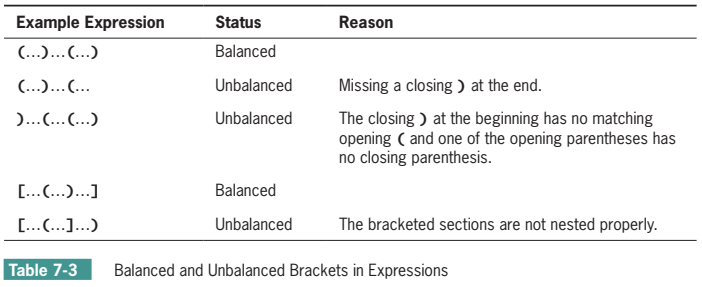 Example Expression Status Reason
(...)...(...) Balanced
(...)...(... Unbalanced Missing a closing ) at the end.
)...(...(...) Unbalanced The closing ) at the beginning has no matching
opening ( and one of the opening parentheses has
no closing parenthesis.
[...(...)...] Balanced
[...(...]...) Unbalanced The bracketed sections are not nested properly.
Table 7-3 Balanced and Unbalanced Brackets in Expressions